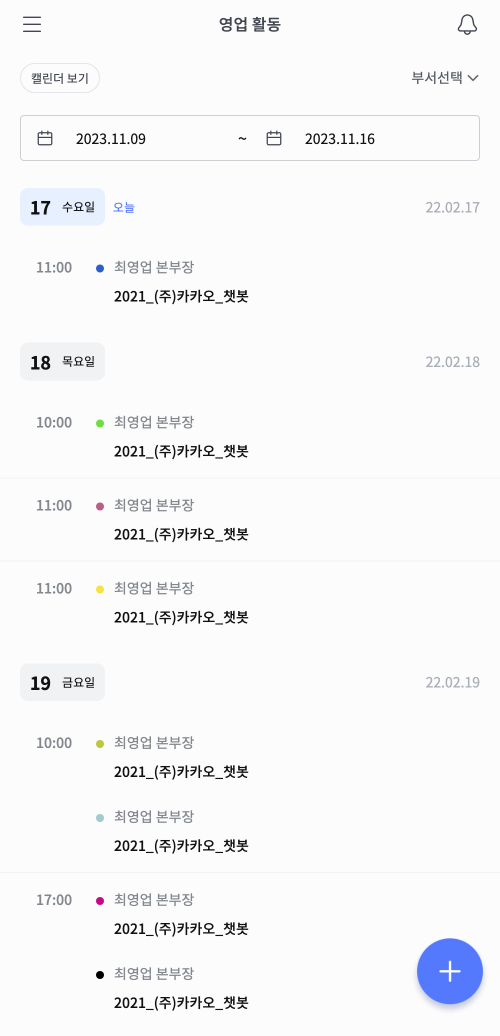 영업 활동
캘린더 보기 부서선택
2023.11.09 ~ 2023.11.16
17 수요일 오늘 22.02.17
11:00 최영업 본부장
2021_(주)카카오_챗봇
18 목요일 22.02.18
10:00 최영업 본부장
2021_(주)카카오_챗봇
11:00 최영업 본부장
2021_(주)카카오_챗봇
11:00 최영업 본부장
2021_(주)카카오_챗봇
19 금요일 22.02.19
10:00 최영업 본부장
2021_(주)카카오_챗봇
최영업 본부장
2021_(주)카카오_챗봇
17:00 최영업 본부장
2021_(주)카카오_챗봇
최영업 본부장
2021_(주)카카오_챗봇